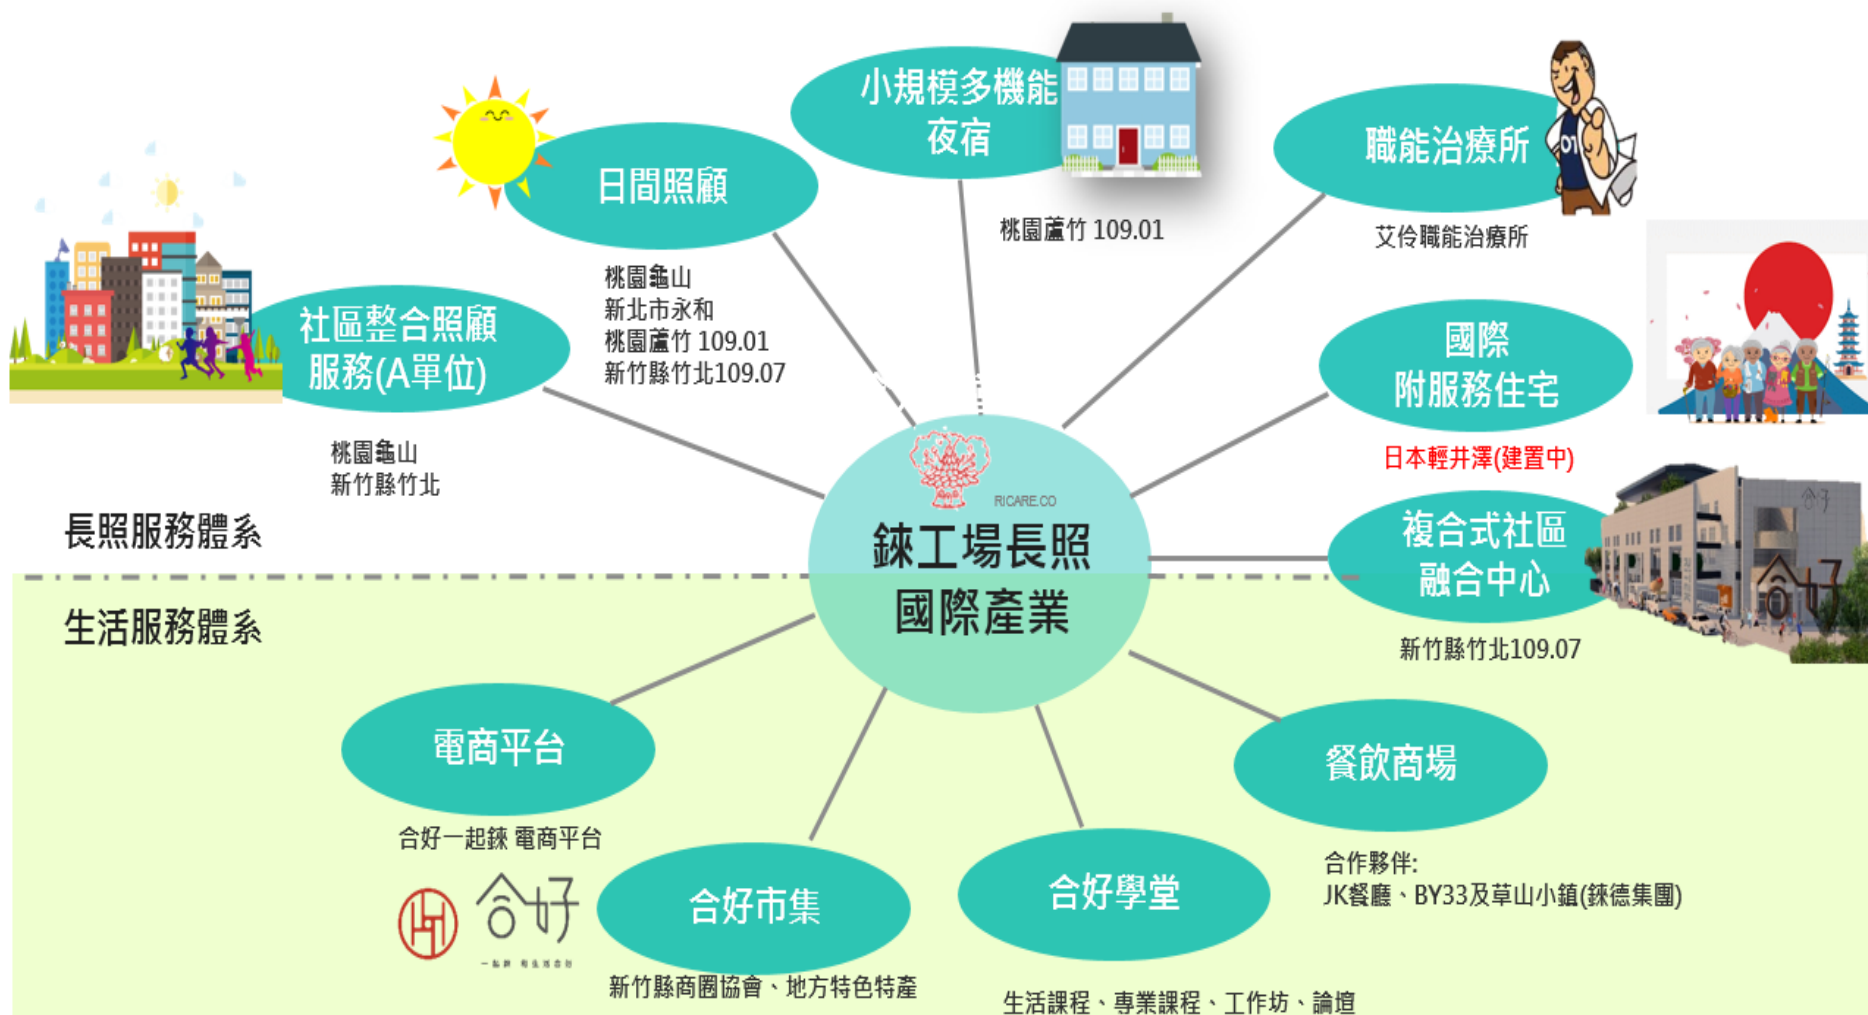 小規模多機能
夜宿
桃園蘆竹 109.01
職能治療所
艾伶職能治療所
日間照顧
桃園龜山
新北市永和
桃園蘆竹 109.01
新竹縣竹北109.07
社區整合照顧
服務(A單位)
桃園龜山
新竹縣竹北
國際
附服務住宅
日本輕井澤(建置中)
複合式社區
融合中心
新竹縣竹北109.07
合好
合好
長照服務體系
生活服務體系
RICARE.CO
錸工場長照
國際產業
電商平台
合好一起錸 電商平台
合好
合好市集
新竹縣商圈協會、地方特色特產
合好學堂
生活課程、專業課程、工作坊、論壇
餐飲商場
合作夥伴:
JK餐廳、BY33及草山小鎮(錸德集團)